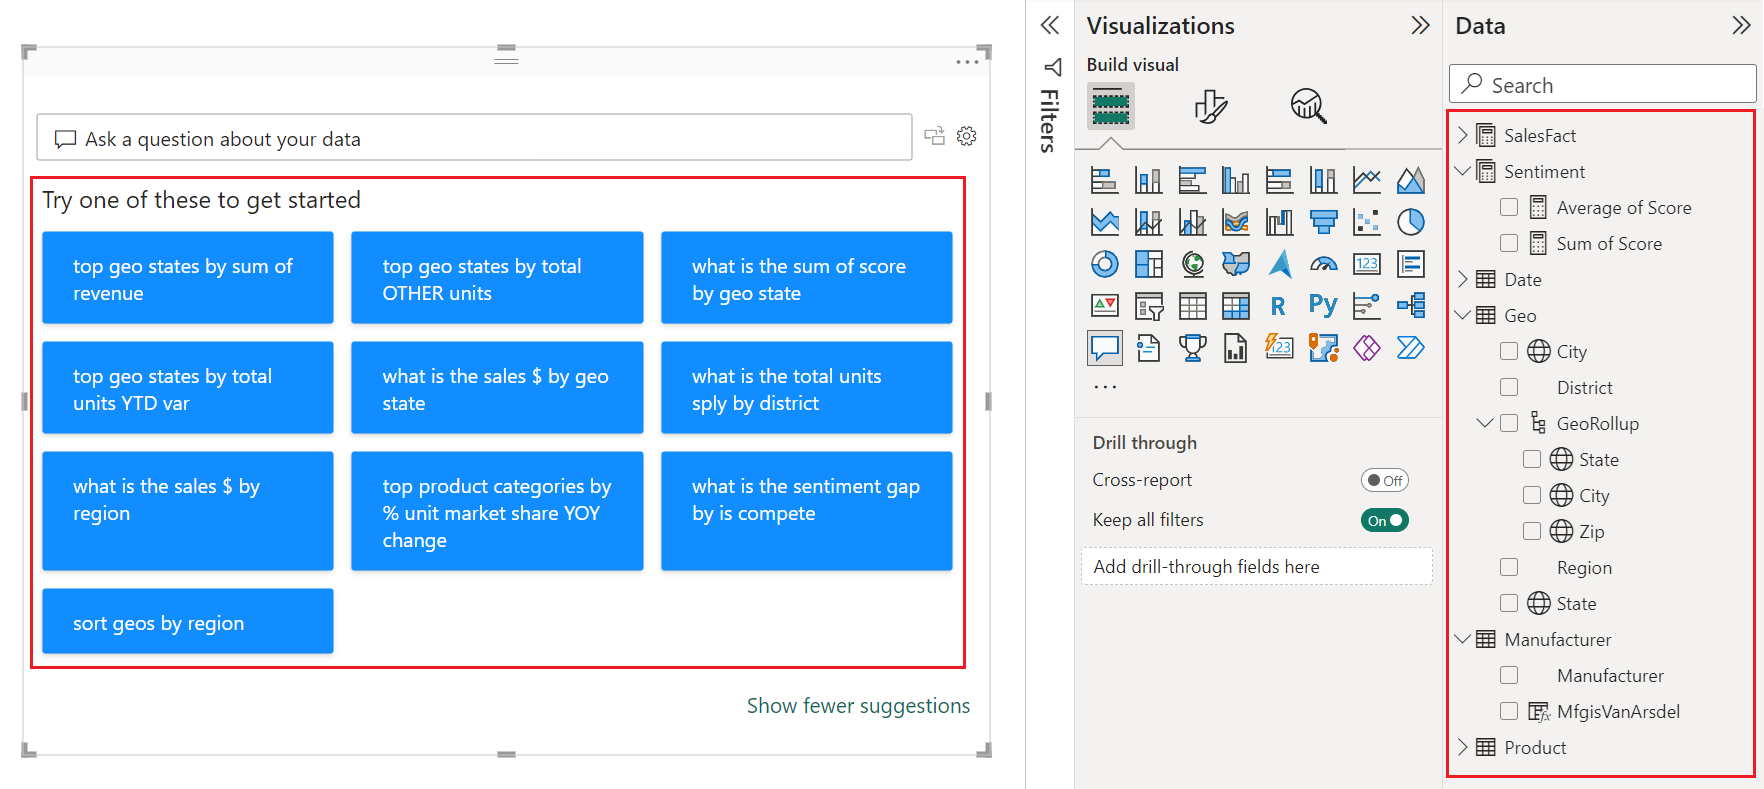 Ask a question about your data
Try one of these to get started
top geo states by sum of
revenue
top geo states by total
OTHER units
what is the sum of score
by geo state
top geo states by total
units YTD var
what is the sales $ by geo
state
what is the total units
sply by district
what is the sales $ by
region
top product categories by
% unit market share YOY
change
what is the sentiment gap
by is compete
sort geos by region
Show fewer suggestions
Filters
Visualizations
Build visual
123
R
Py
123
Drill through
Cross-report
Off
Keep all filters
On
Add drill-through fields here
Data
Search
SalesFact
Sentiment
Average of Score
Sum of Score
Date
Geo
City
District
GeoRollup
State
City
Zip
Region
State
Manufacturer
Manufacturer
fx MfgisVanArsdel
Product